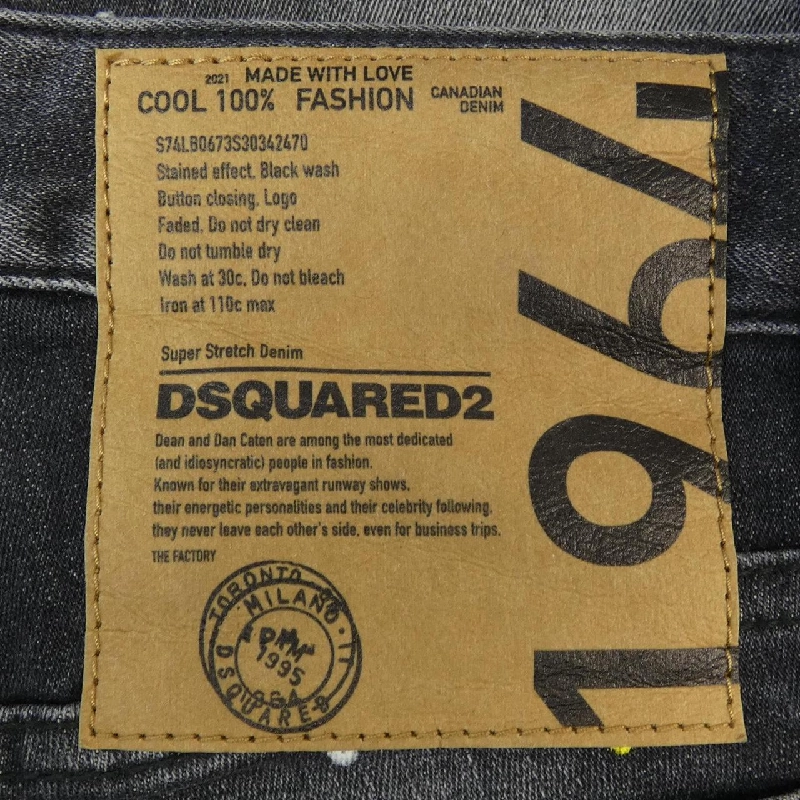 2021 MADE WITH LOVE
COOL 100% FASHION
CANADIAN
DENIM
S74LB0673S30342470
Stained effect. Black wash
Button closing. Logo
Faded. Do not dry clean
Do not tumble dry
Wash at 30c. Do not bleach
Iron at 110c max
Super Stretch Denim
DSQUARED2
Dean and Dan Caten are among the most dedicated
(and idiosyncratic) people in fashion.
Known for their extravagant runway shows.
their energetic personalities and their celebrity following.
they never leave each other's side. even for business trips.
THE FACTORY
1964
TORONTO
MILANO · IT
1995
DSQUARED